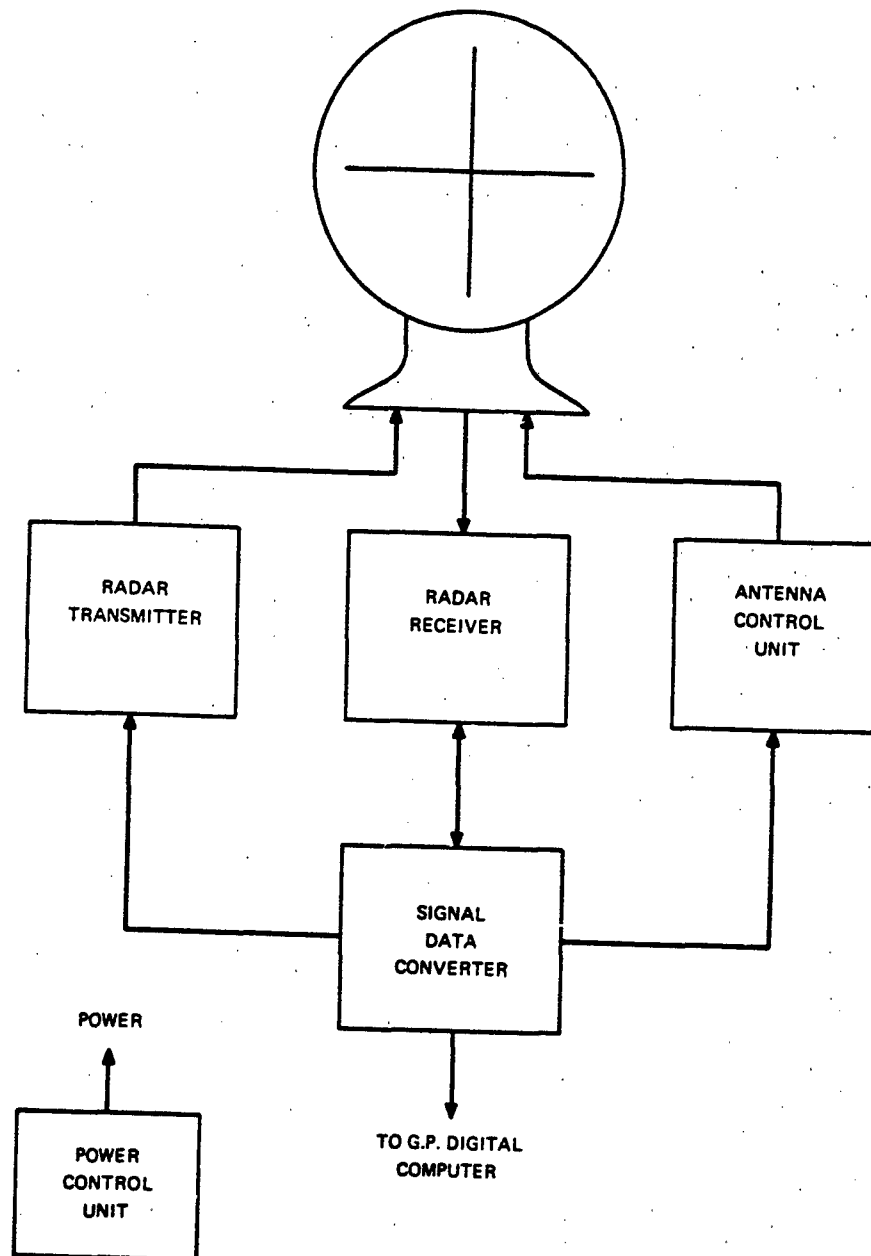 RADAR
TRANSMITTER
RADAR
RECEIVER
ANTENNA
CONTROL
UNIT
SIGNAL
DATA
CONVERTER
POWER
TO G.P. DIGITAL
COMPUTER
POWER
CONTROL
UNIT